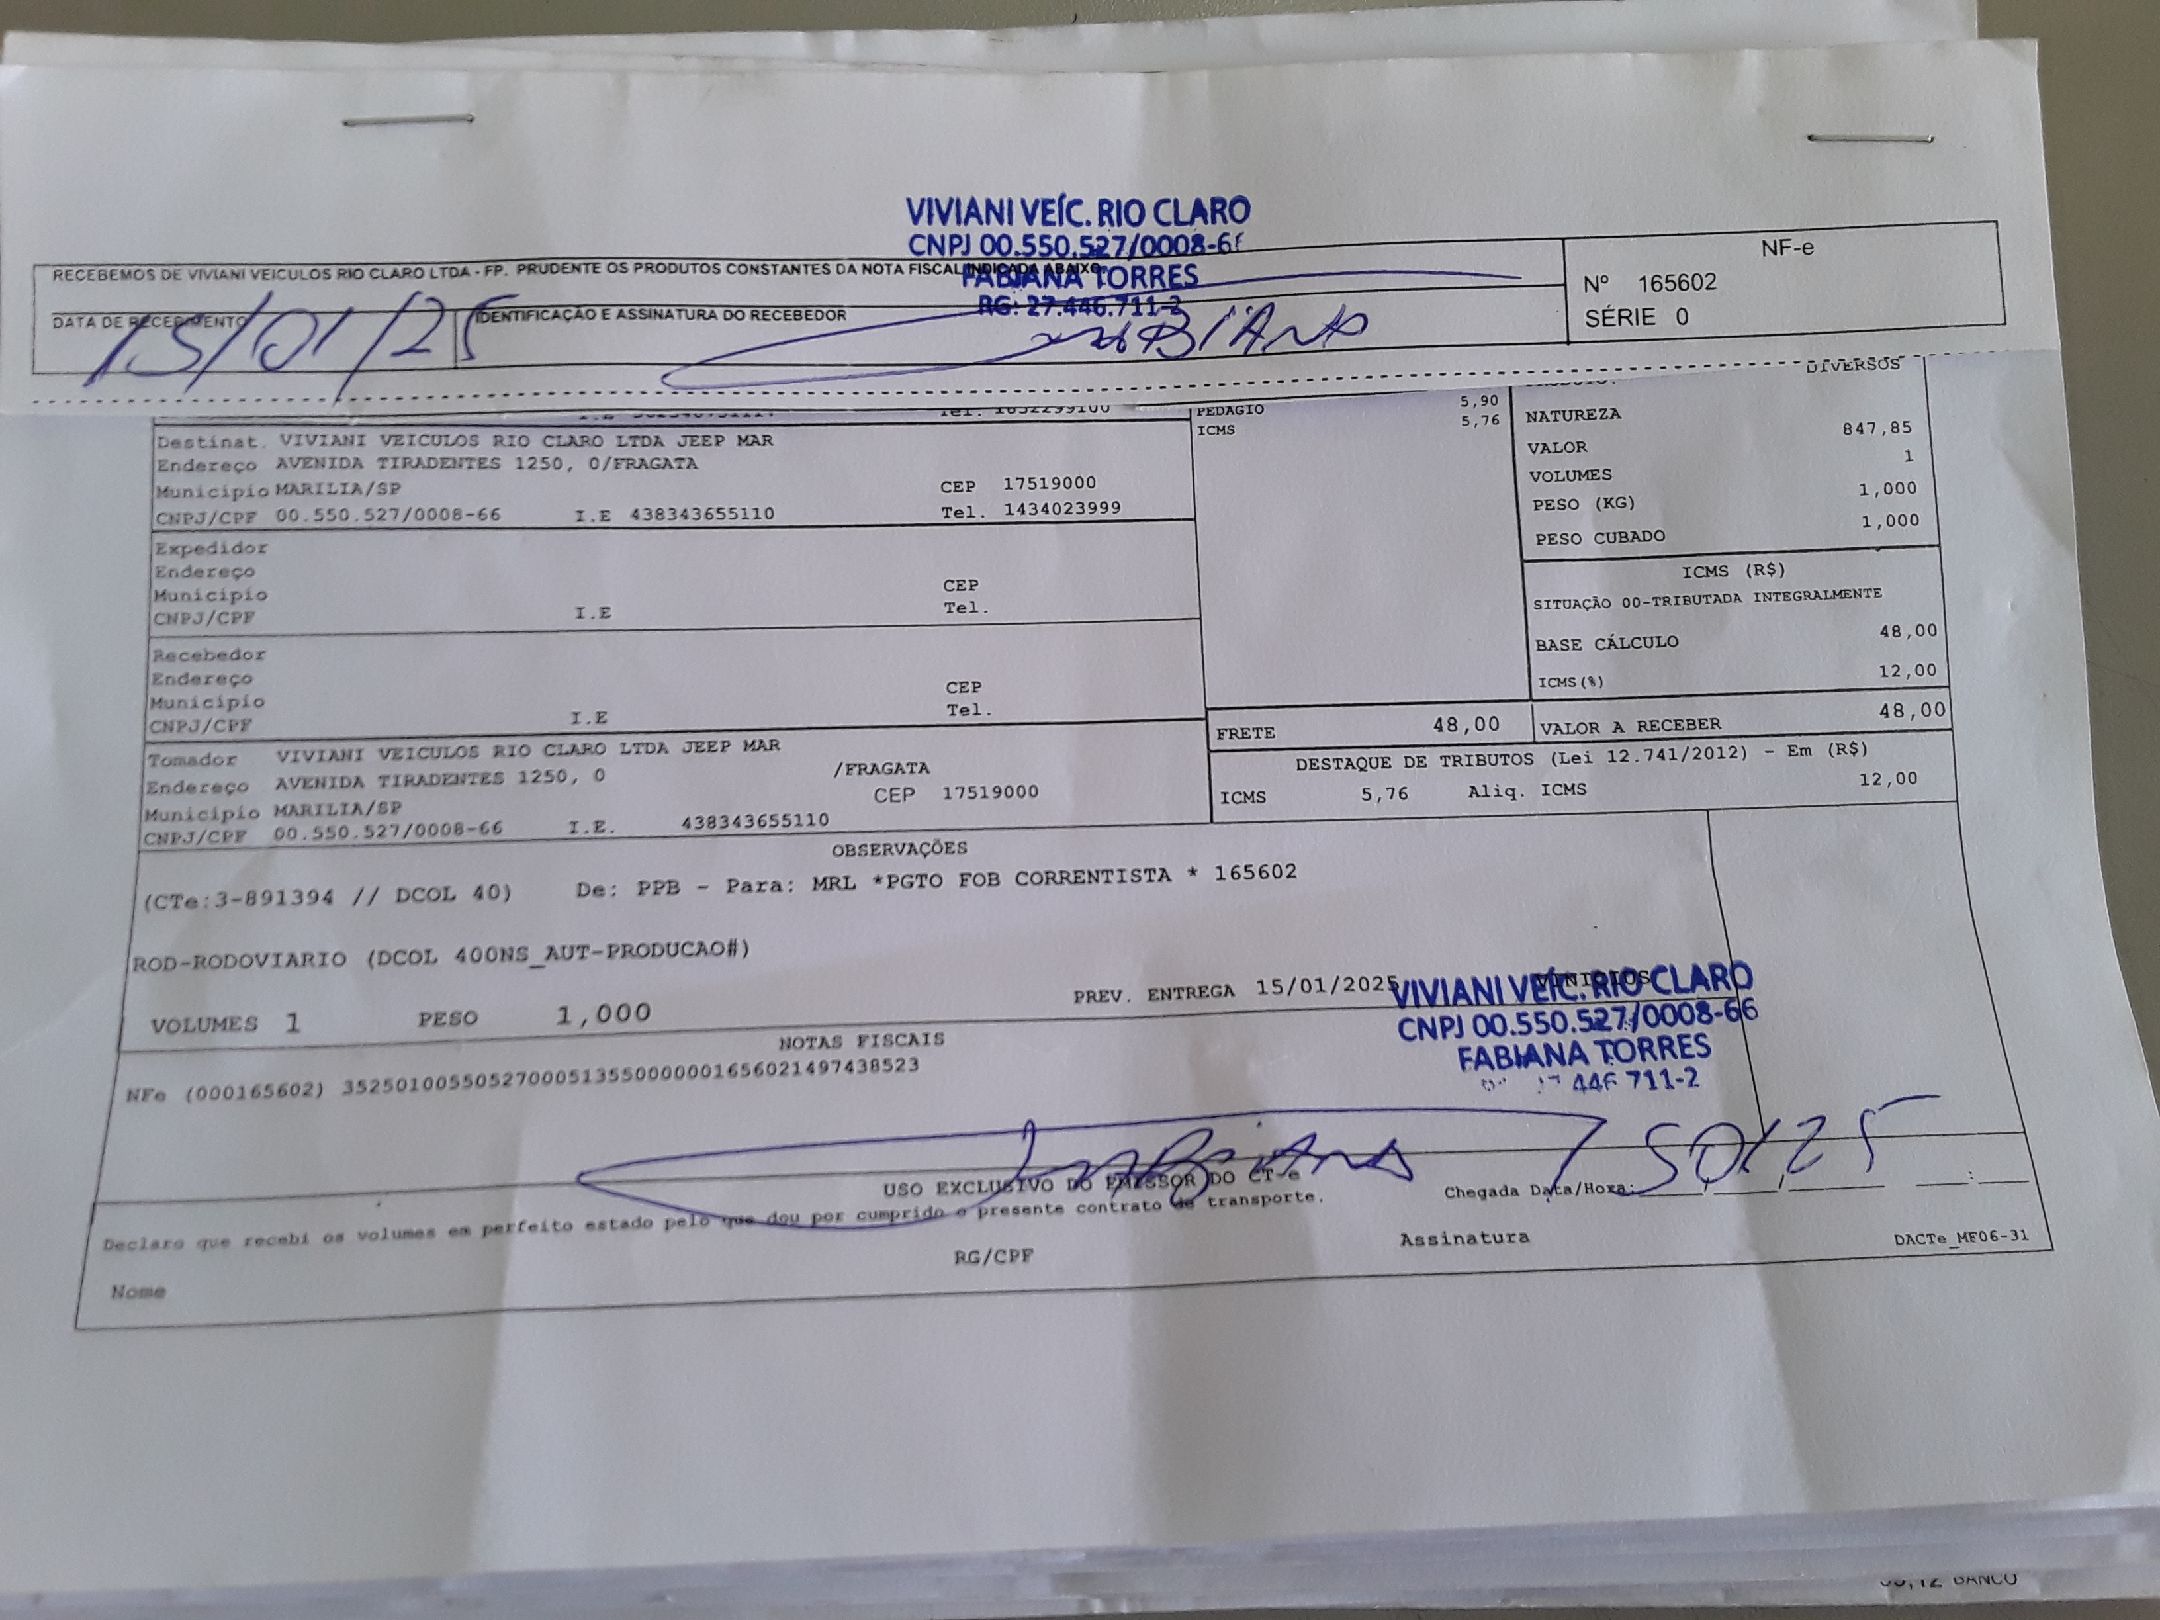 VIVIANI VEÍC. RIO CLARO
CNPJ 00.550.527/0008-66
RECEBEMOS DE VIVIANI VEICULOS RIO CLARO LTDA - FP. PRUDENTE OS PRODUTOS CONSTANTES DA NOTA FISCAL INDICADA ABAIXO
FABIANA TORRES
RG: 27.446.711-2
NF-e
Nº 165602
SÉRIE 0
DATA DE RECEBIMENTO
15/01/25
IDENTIFICAÇÃO E ASSINATURA DO RECEBEDOR
DIVERSOS
PEDAGIO 5,90
ICMS 5,76
NATUREZA
VALOR 847,85
VOLUMES 1
PESO (KG) 1,000
PESO CUBADO 1,000
Destinat. VIVIANI VEICULOS RIO CLARO LTDA JEEP MAR
Endereço AVENIDA TIRADENTES 1250, 0/FRAGATA
Município MARILIA/SP CEP 17519000
CNPJ/CPF 00.550.527/0008-66 I.E 438343655110 Tel. 1434023999
Expedidor
Endereço
Município CEP
CNPJ/CPF I.E Tel.
Recebedor
Endereço
Município CEP
CNPJ/CPF I.E Tel.
ICMS (R$)
SITUAÇÃO 00-TRIBUTADA INTEGRALMENTE
BASE CÁLCULO 48,00
ICMS(%) 12,00
FRETE 48,00 VALOR A RECEBER 48,00
Tomador VIVIANI VEICULOS RIO CLARO LTDA JEEP MAR
Endereço AVENIDA TIRADENTES 1250, 0 /FRAGATA
Município MARILIA/SP CEP 17519000
CNPJ/CPF 00.550.527/0008-66 I.E. 438343655110
DESTAQUE DE TRIBUTOS (Lei 12.741/2012) - Em (R$)
ICMS 5,76 Aliq. ICMS 12,00
OBSERVAÇÕES
(CTe:3-891394 // DCOL 40) De: PPB - Para: MRL *PGTO FOB CORRENTISTA * 165602
ROD-RODOVIARIO (DCOL 400NS_AUT-PRODUCAO#)
PREV. ENTREGA 15/01/2025 VINICIUS
VOLUMES 1 PESO 1,000
VIVIANI VEÍC. RIO CLARO
CNPJ 00.550.527/0008-66
FABIANA TORRES
446 711-2
NOTAS FISCAIS
NFe (000165602) 35250100550527000513550000001656021497438523
USO EXCLUSIVO DO EMISSOR DO CT-e
Declaro que recebi os volumes em perfeito estado pelo que dou por cumprido o presente contrato de transporte.
Chegada Data/Hora:
Nome RG/CPF Assinatura
DACTe_MF06-31
BANCO